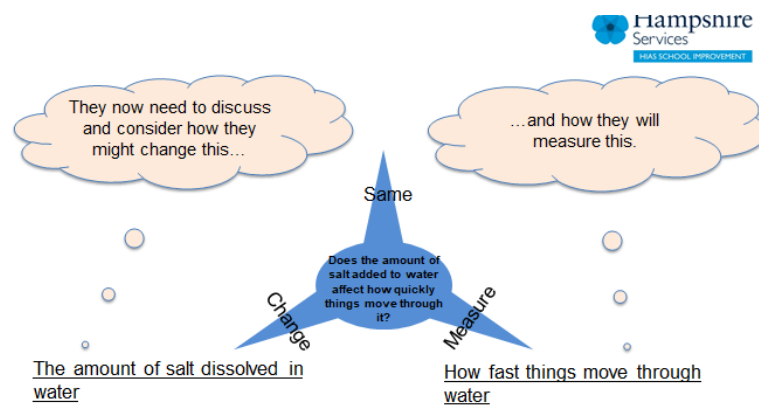 Hampshire
Services
HIAS SCHOOL IMPROVEMENT
They now need to discuss
and consider how they
might change this…
…and how they will
measure this.
Same
Does the amount of
salt added to water
affect how quickly
things move through
it?
Change
Measure
The amount of salt dissolved in
water
How fast things move through
water